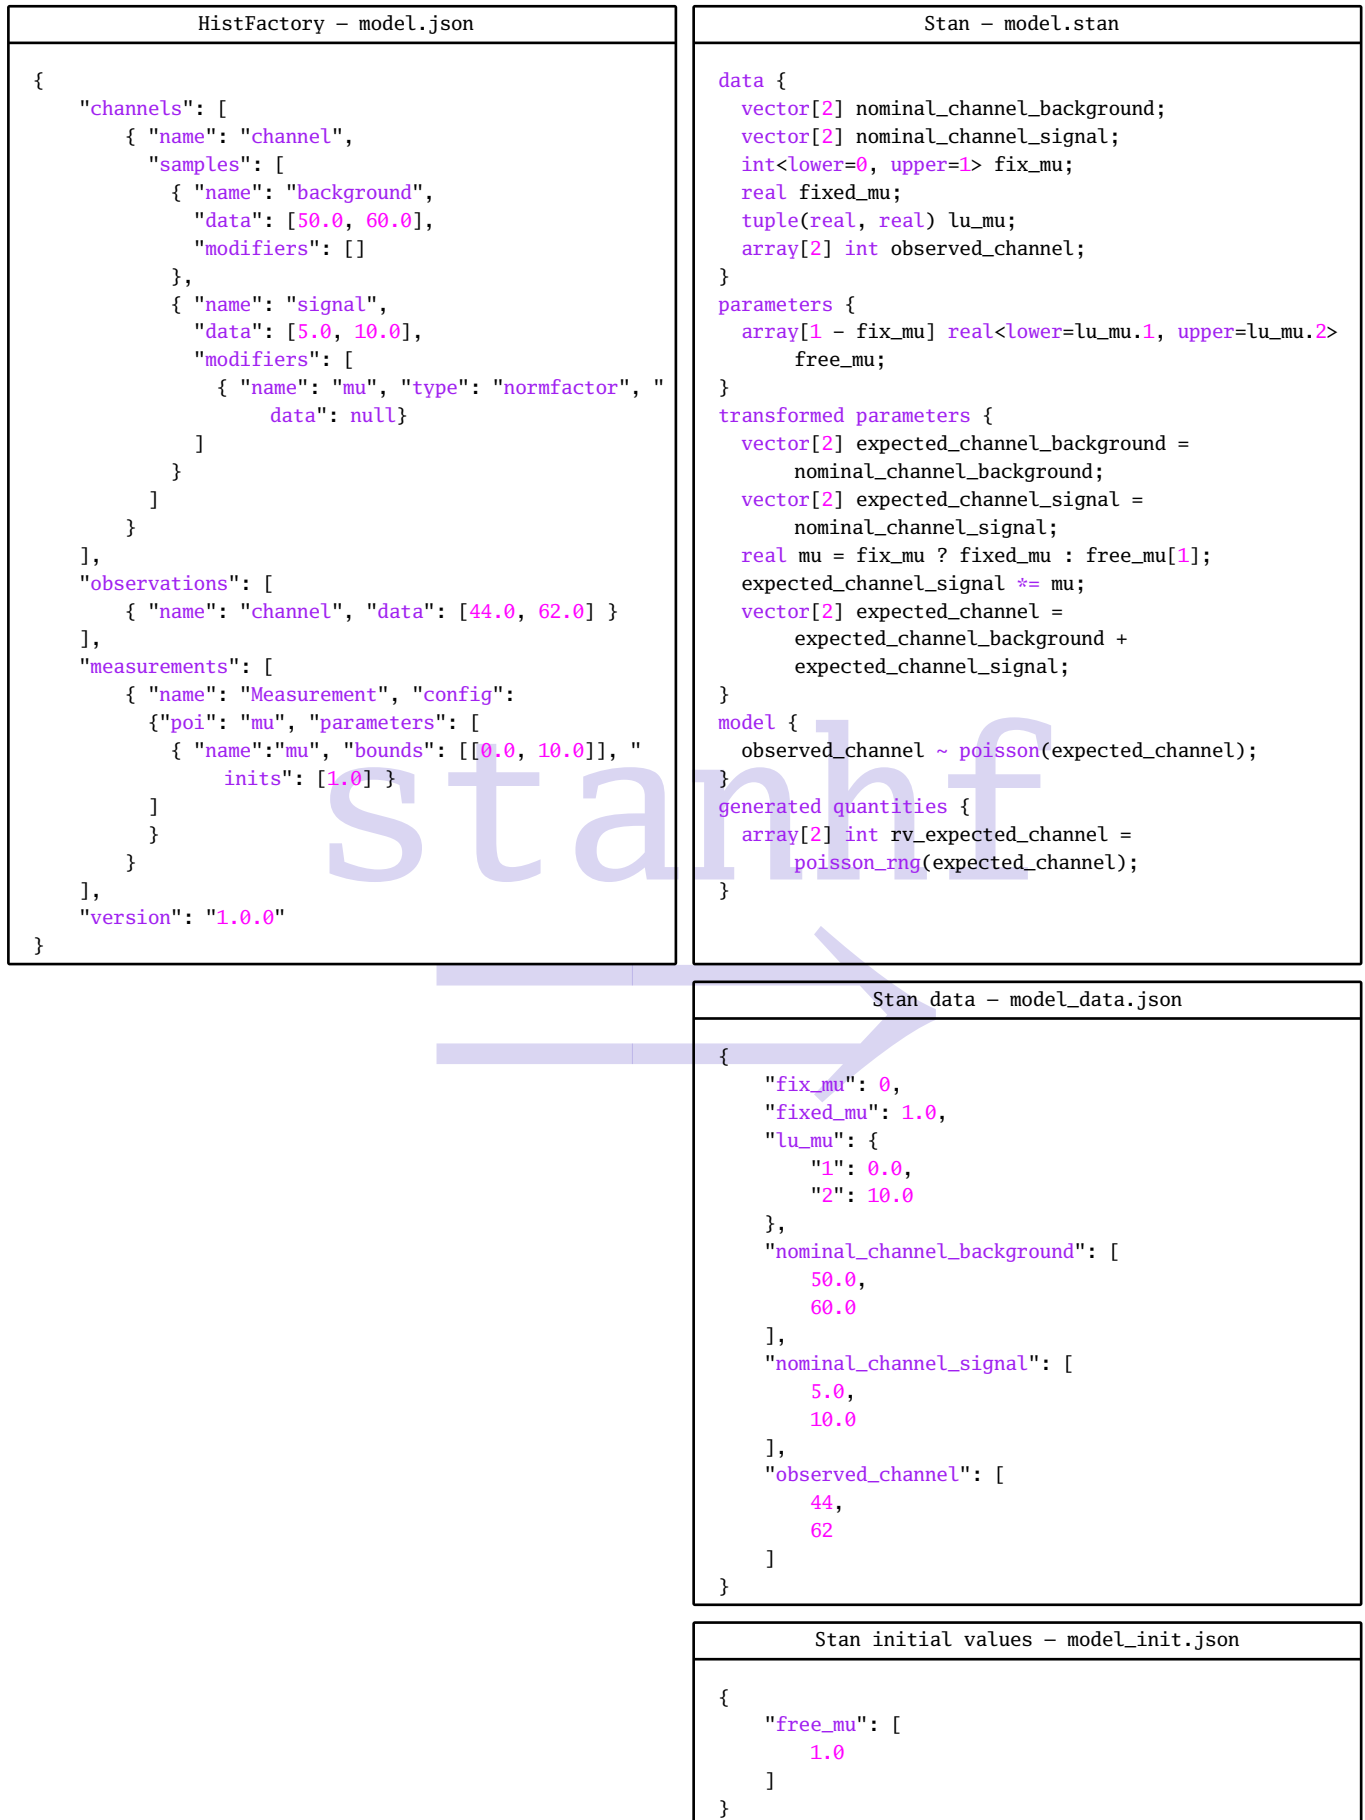 HistFactory – model.json
{
    "channels": [
        { "name": "channel",
          "samples": [
            { "name": "background",
              "data": [50.0, 60.0],
              "modifiers": []
            },
            { "name": "signal",
              "data": [5.0, 10.0],
              "modifiers": [
                { "name": "mu", "type": "normfactor", "
                    data": null}
              ]
            }
          ]
        }
    ],
    "observations": [
        { "name": "channel", "data": [44.0, 62.0] }
    ],
    "measurements": [
        { "name": "Measurement", "config":
          {"poi": "mu", "parameters": [
            { "name":"mu", "bounds": [[0.0, 10.0]], "
                inits": [1.0] }
          ]
          }
        }
    ],
    "version": "1.0.0"
}
Stan – model.stan
data {
  vector[2] nominal_channel_background;
  vector[2] nominal_channel_signal;
  int<lower=0, upper=1> fix_mu;
  real fixed_mu;
  tuple(real, real) lu_mu;
  array[2] int observed_channel;
}
parameters {
  array[1 – fix_mu] real<lower=lu_mu.1, upper=lu_mu.2>
      free_mu;
}
transformed parameters {
  vector[2] expected_channel_background =
      nominal_channel_background;
  vector[2] expected_channel_signal =
      nominal_channel_signal;
  real mu = fix_mu ? fixed_mu : free_mu[1];
  expected_channel_signal *= mu;
  vector[2] expected_channel =
      expected_channel_background +
      expected_channel_signal;
}
model {
  observed_channel ~ poisson(expected_channel);
}
generated quantities {
  array[2] int rv_expected_channel =
      poisson_rng(expected_channel);
}
stanhf
Stan data – model_data.json
{
    "fix_mu": 0,
    "fixed_mu": 1.0,
    "lu_mu": {
        "1": 0.0,
        "2": 10.0
    },
    "nominal_channel_background": [
        50.0,
        60.0
    ],
    "nominal_channel_signal": [
        5.0,
        10.0
    ],
    "observed_channel": [
        44,
        62
    ]
}
Stan initial values – model_init.json
{
    "free_mu": [
        1.0
    ]
}